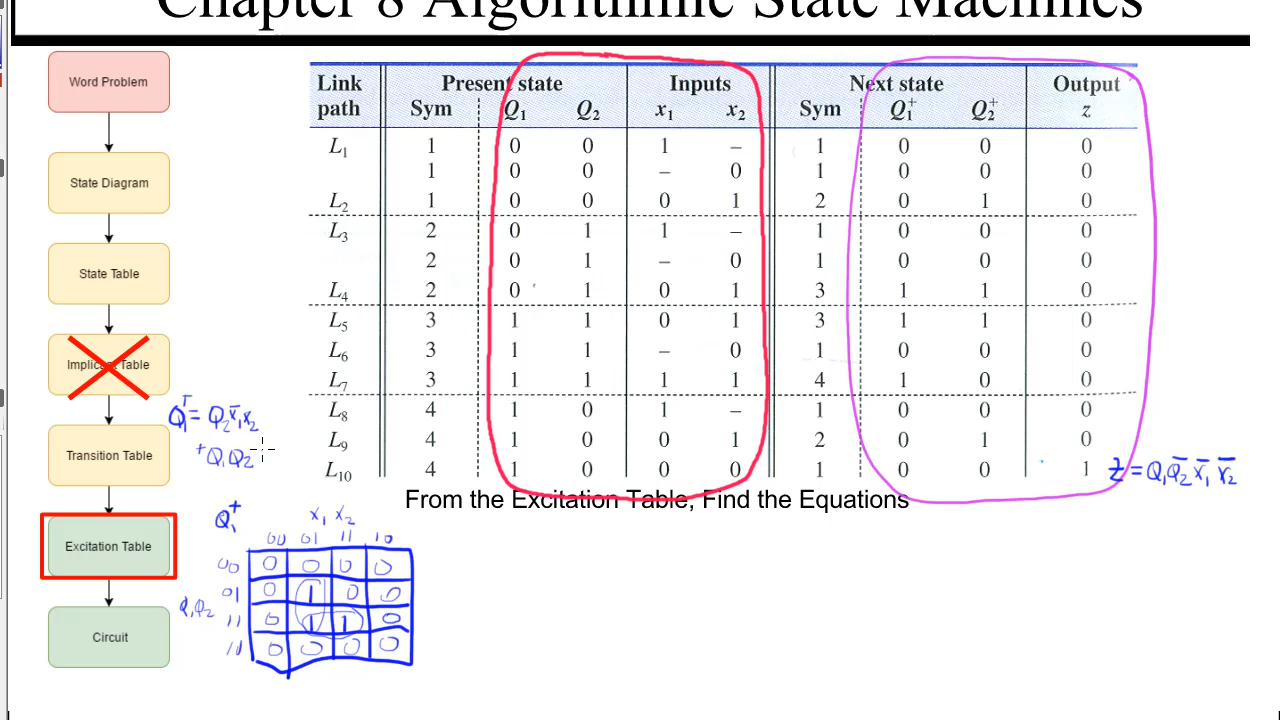 Chapter 8 Algorithmic State Machines
Word Problem
State Diagram
State Table
Implicant Table
Transition Table
Excitation Table
Circuit
Link Present state Inputs Next state Output
path Sym Q₁ Q₂ x₁ x₂ Sym Q₁⁺ Q₂⁺ z
L₁ 1 0 0 1 – 1 0 0 0
1 0 0 – 0 1 0 0 0
L₂ 1 0 0 0 1 2 0 1 0
L₃ 2 0 1 1 – 1 0 0 0
2 0 1 – 0 1 0 0 0
L₄ 2 0 1 0 1 3 1 1 0
L₅ 3 1 1 0 1 3 1 1 0
L₆ 3 1 1 – 0 1 0 0 0
L₇ 3 1 1 1 1 4 1 0 0
L₈ 4 1 0 1 – 1 0 0 0
L₉ 4 1 0 0 1 2 0 1 0
L₁₀ 4 1 0 0 0 1 0 0 1
Z = Q₁Q̅₂x̅₁x̅₂
From the Excitation Table, Find the Equations
Q₁⁺ = Q₂x̅₁x₂
+ Q₁Q₂
Q₁⁺ x₁ x₂
00 01 11 10
00 0 0 0 0
01 0 1 0 0
Q₁Q₂
11 0 1 1 0
10 0 0 0 0